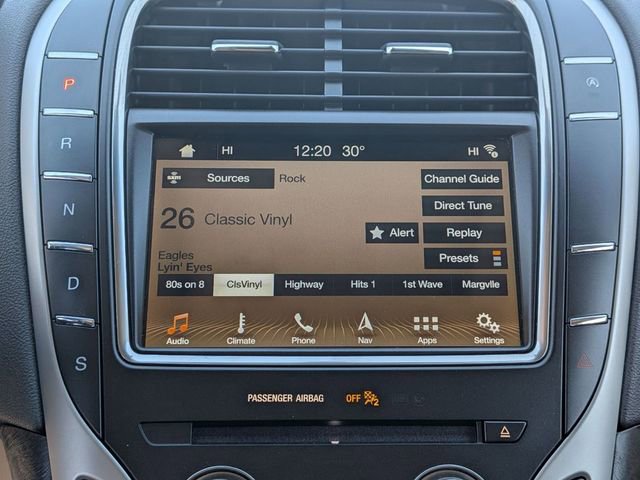 P
R
N
D
S
HI 12:20 30° HI
SXM Sources Rock
Channel Guide
Direct Tune
26 Classic Vinyl
Alert Replay
Eagles
Presets
Lyin' Eyes
80s on 8 ClsVinyl Highway Hits 1 1st Wave Margvlle
Audio Climate Phone Nav Apps Settings
PASSENGER AIRBAG OFF 2